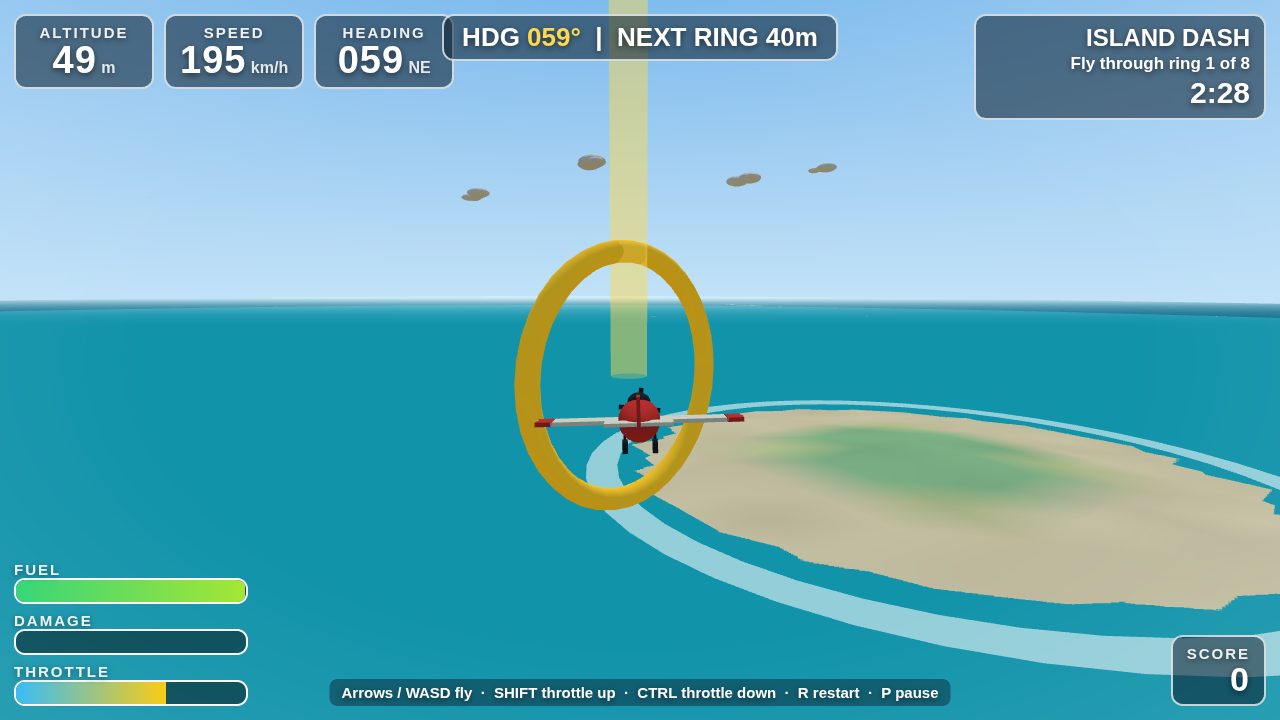 ALTITUDE
49 m
SPEED
195 km/h
HEADING
059 NE
HDG 059° | NEXT RING 40m
ISLAND DASH
Fly through ring 1 of 8
2:28
FUEL
DAMAGE
THROTTLE
Arrows / WASD fly · SHIFT throttle up · CTRL throttle down · R restart · P pause
SCORE
0